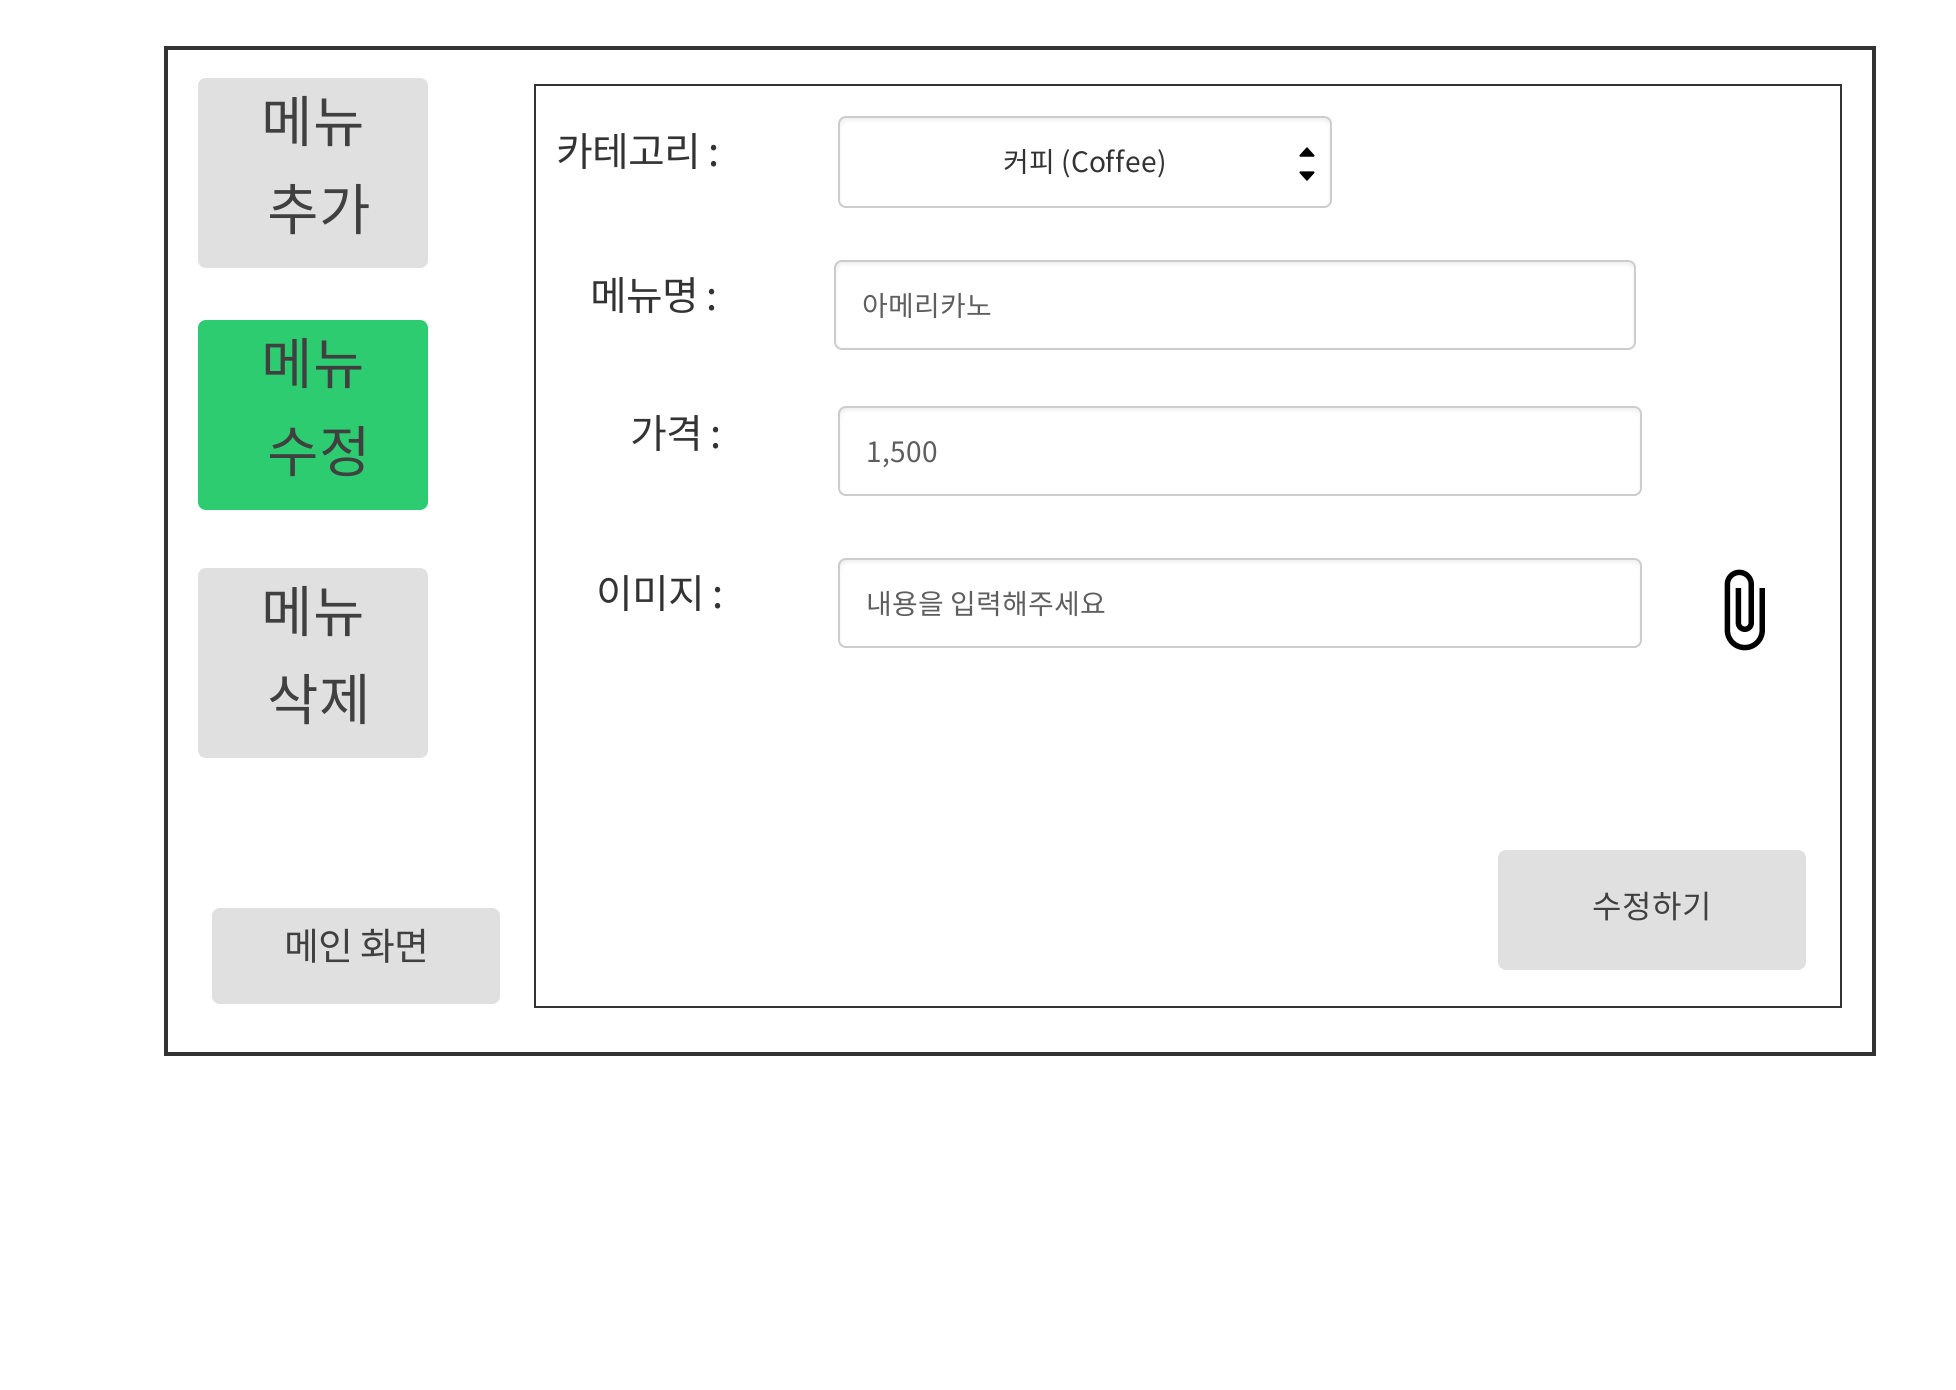 메뉴
추가
메뉴
수정
메뉴
삭제
메인 화면
카테고리 :
커피 (Coffee)
메뉴명 :
아메리카노
가격 :
1,500
이미지 :
내용을 입력해주세요
수정하기